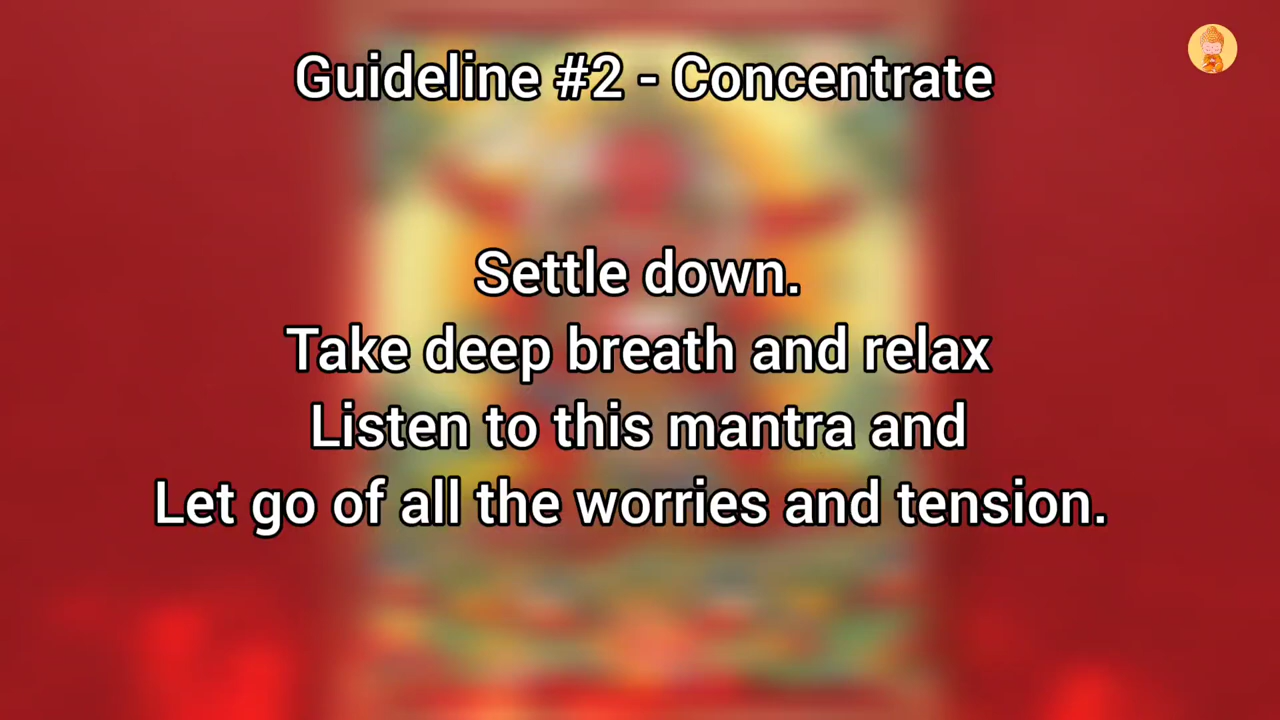 Guideline #2 - Concentrate
Settle down.
Take deep breath and relax
Listen to this mantra and
Let go of all the worries and tension.